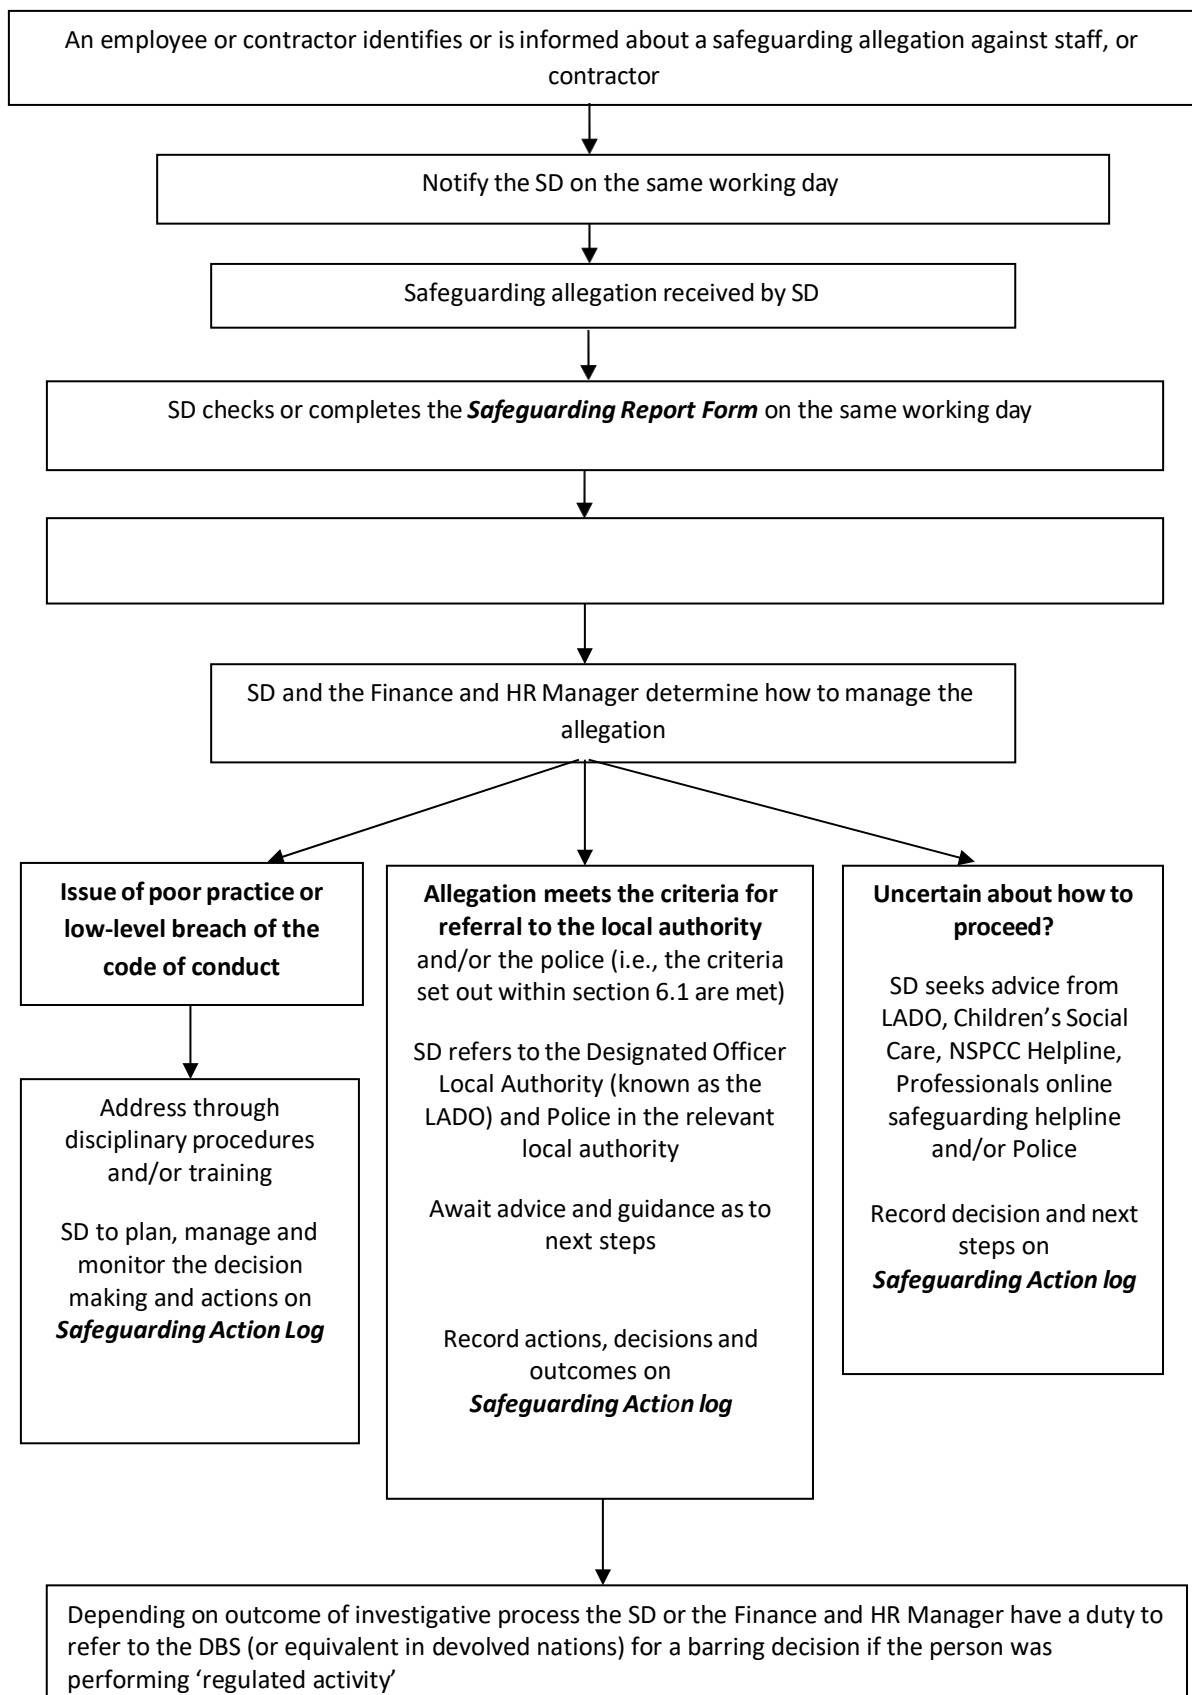 An employee or contractor identifies or is informed about a safeguarding allegation against staff, or
contractor
Notify the SD on the same working day
Safeguarding allegation received by SD
SD checks or completes the Safeguarding Report Form on the same working day
SD and the Finance and HR Manager determine how to manage the
allegation
Issue of poor practice or
low-level breach of the
code of conduct
Address through
disciplinary procedures
and/or training
SD to plan, manage and
monitor the decision
making and actions on
Safeguarding Action Log
Allegation meets the criteria for
referral to the local authority
and/or the police (i.e., the criteria
set out within section 6.1 are met)
SD refers to the Designated Officer
Local Authority (known as the
LADO) and Police in the relevant
local authority
Await advice and guidance as to
next steps
Record actions, decisions and
outcomes on
Safeguarding Action log
Uncertain about how to
proceed?
SD seeks advice from
LADO, Children's Social
Care, NSPCC Helpline,
Professionals online
safeguarding helpline
and/or Police
Record decision and next
steps on
Safeguarding Action log
Depending on outcome of investigative process the SD or the Finance and HR Manager have a duty to
refer to the DBS (or equivalent in devolved nations) for a barring decision if the person was
performing ‘regulated activity’